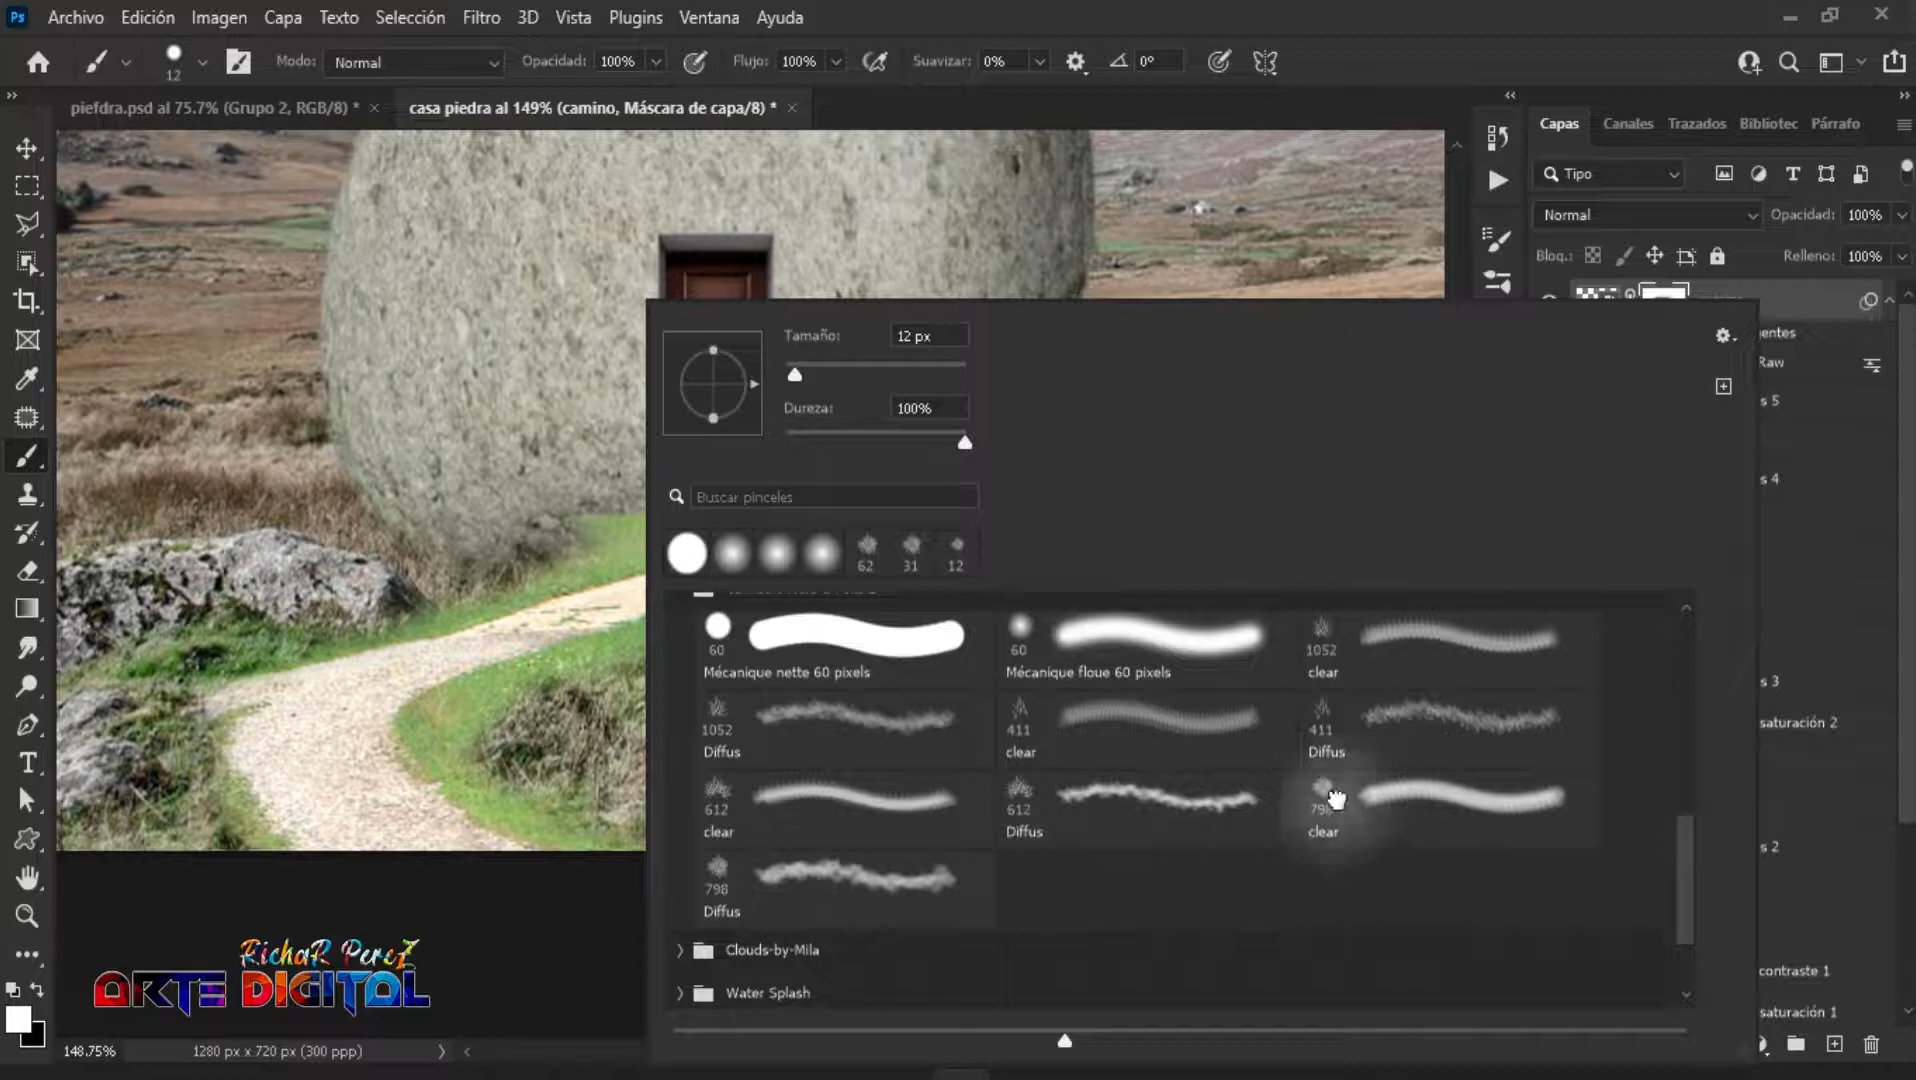 Ps Archivo Edición Imagen Capa Texto Selección Filtro 3D Vista Plugins Ventana Ayuda
12 Modo: Normal Opacidad: 100% Flujo: 100% Suavizar: 0% 0°
piefdra.psd al 75.7% (Grupo 2, RGB/8) * casa piedra al 149% (camino, Máscara de capa/8) *
Capas Canales Trazados Bibliotec Párrafo
Tipo
Normal Opacidad: 100%
Bloq.: Relleno: 100%
Tamaño: 12 px
entes
Raw
s 5
Dureza: 100%
s 4
Buscar pinceles
62 31 12
60 60 1052
Mécanique nette 60 pixels Mécanique floue 60 pixels clear
s 3
1052 411 411
saturación 2
Diffus clear Diffus
612 612
clear Diffus clear
s 2
798
Diffus
Clouds-by-Mila
RichaR PereZ
ARTE DIGITAL
contraste 1
Water Splash
saturación 1
148.75% 1280 px x 720 px (300 ppp)